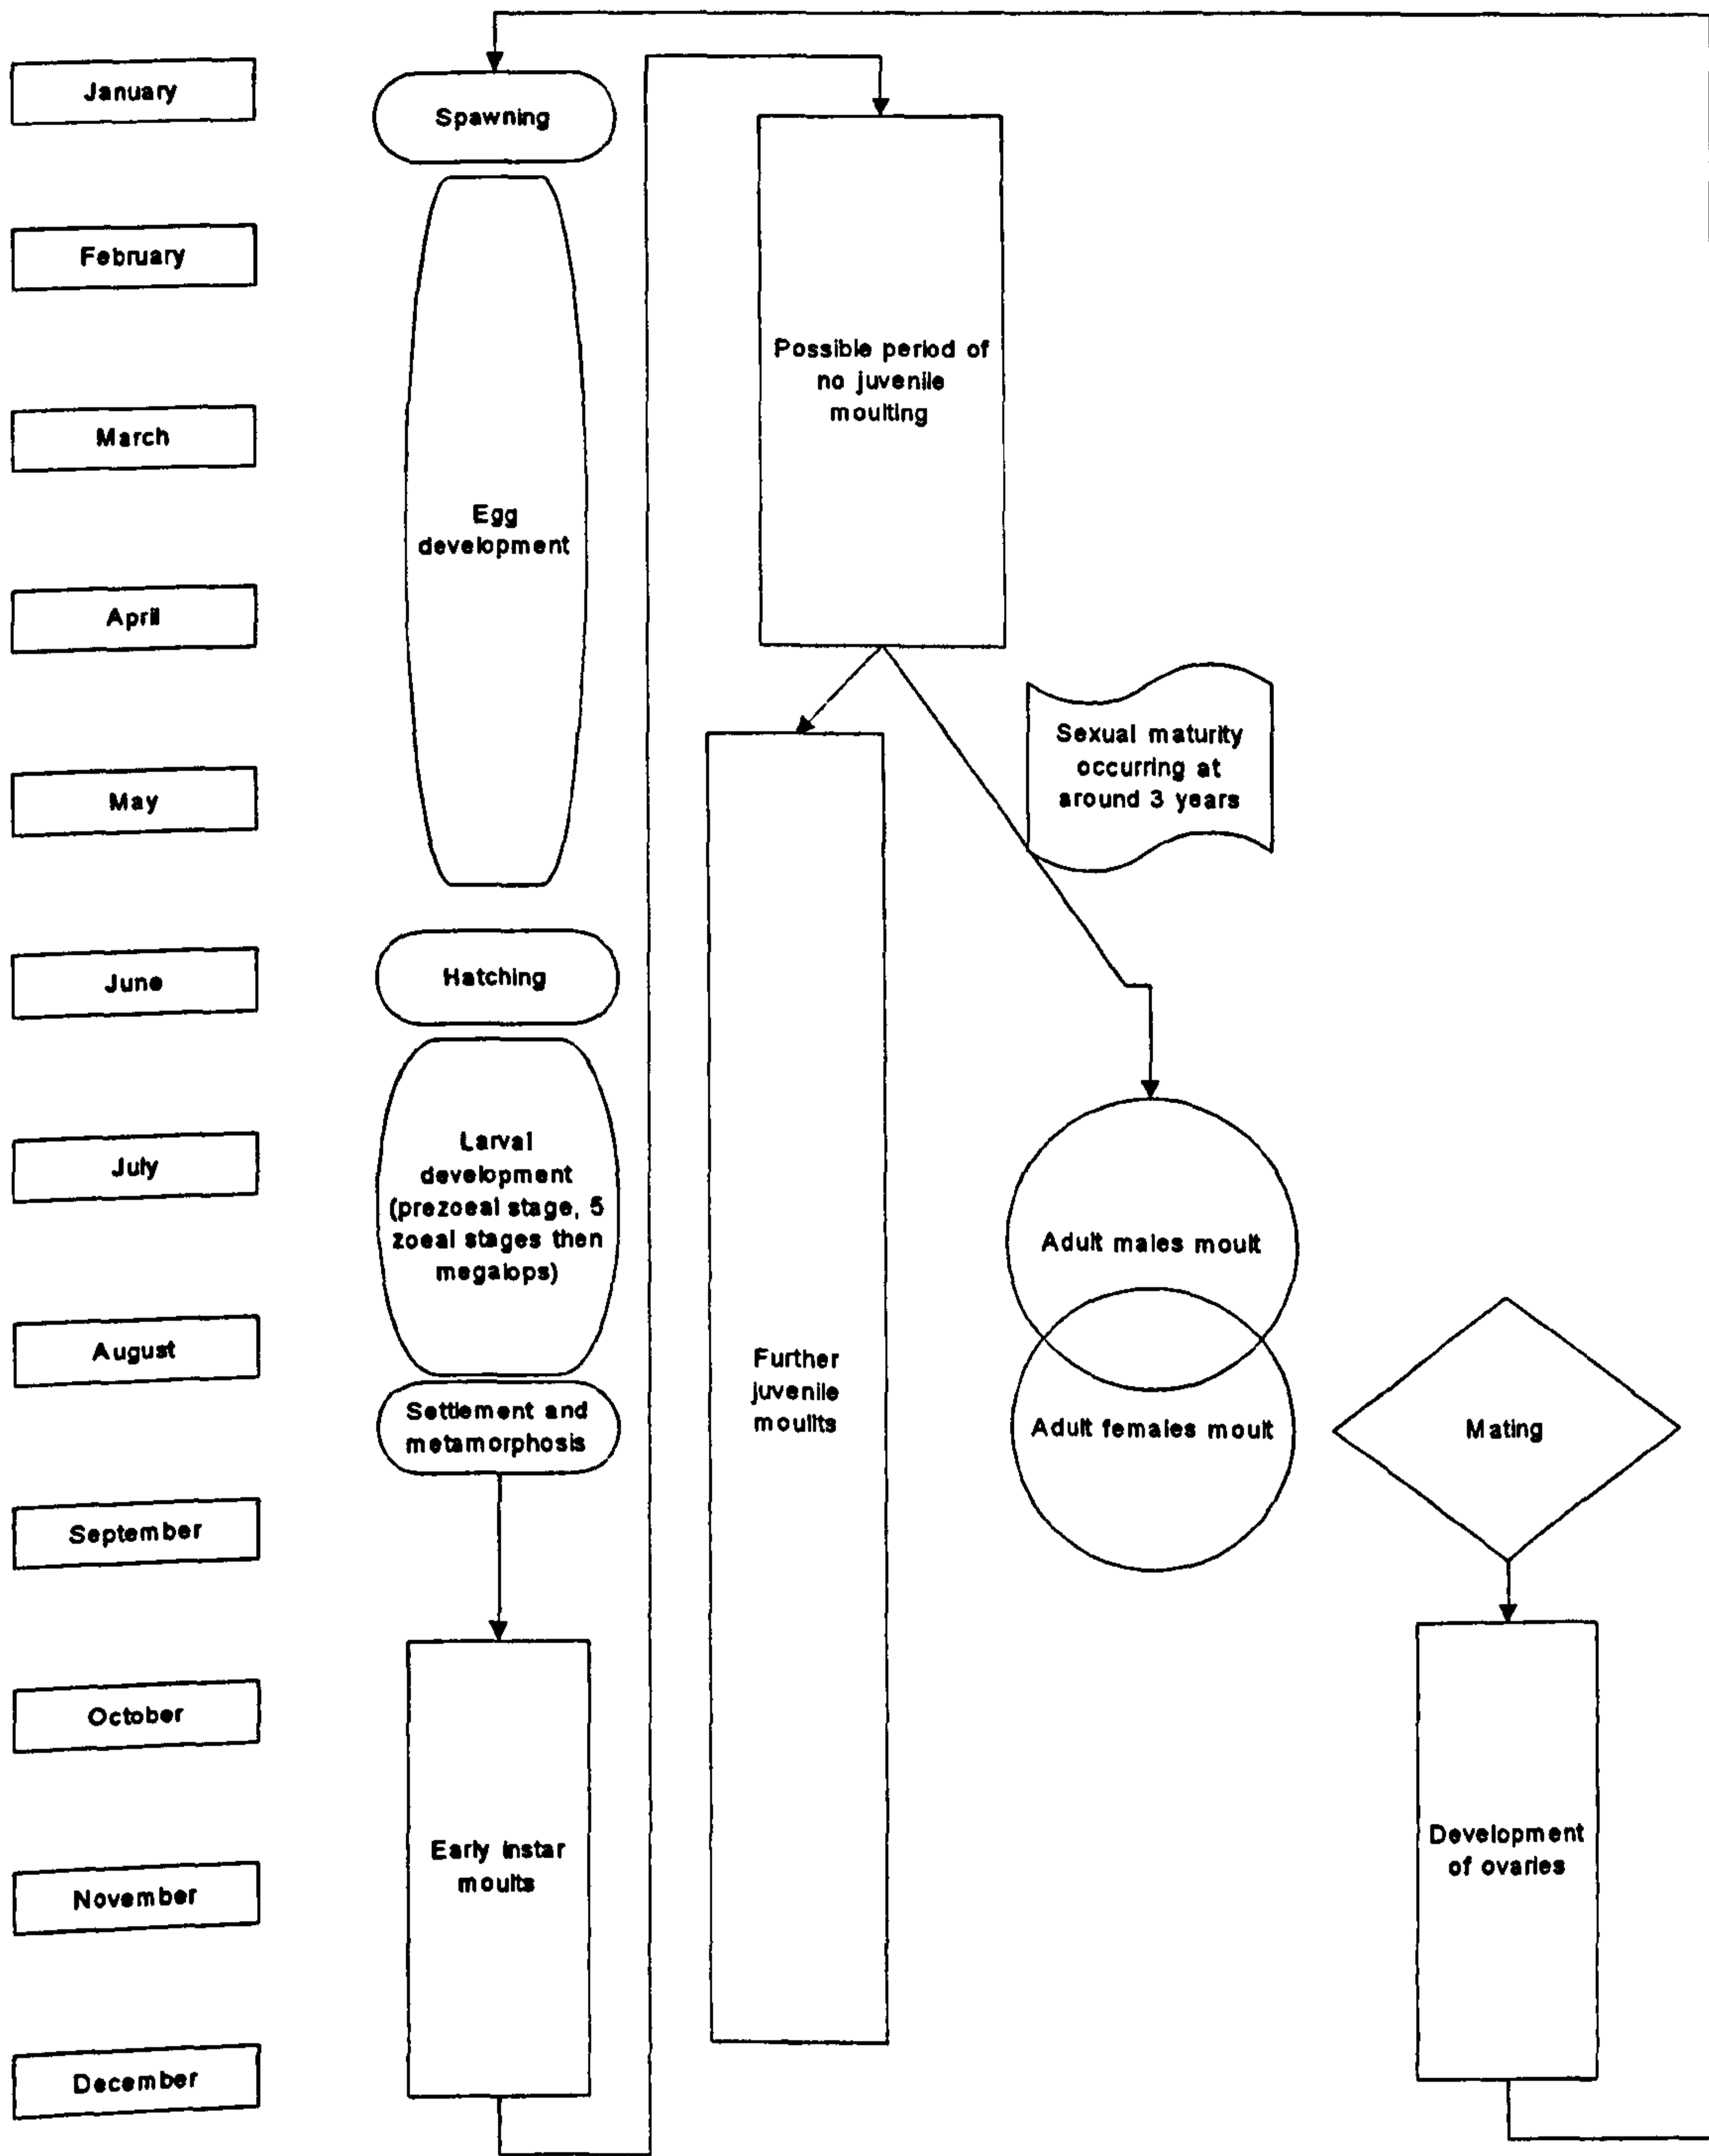 January
February
March
April
May
June
July
August
September
October
November
December
Spawning
Egg
development
Hatching
Larval
development
(prezoeal stage, 5
zoeal stages then
megalops)
Settlement and
metamorphosis
Early instar
moults
Possible period of
no juvenile
moulting
Further
juvenile
moullts
Sexual maturity
occurring at
around 3 years
Adult males moult
Adult females moult
Mating
Development
of ovaries